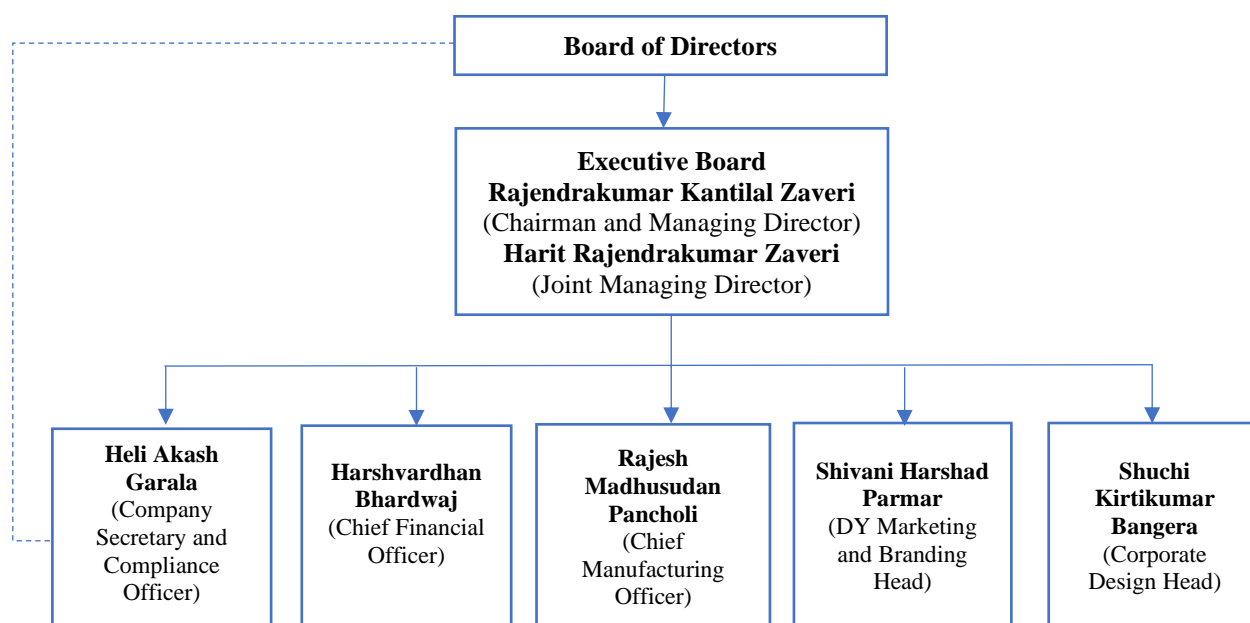 Board of Directors
Executive Board
Rajendrakumar Kantilal Zaveri
(Chairman and Managing Director)
Harit Rajendrakumar Zaveri
(Joint Managing Director)
Heli Akash
Garala
(Company
Secretary and
Compliance
Officer)
Harshvardhan
Bhardwaj
(Chief Financial
Officer)
Rajesh
Madhusudan
Pancholi
(Chief
Manufacturing
Officer)
Shivani Harshad
Parmar
(DY Marketing
and Branding
Head)
Shuchi
Kirtikumar
Bangera
(Corporate
Design Head)